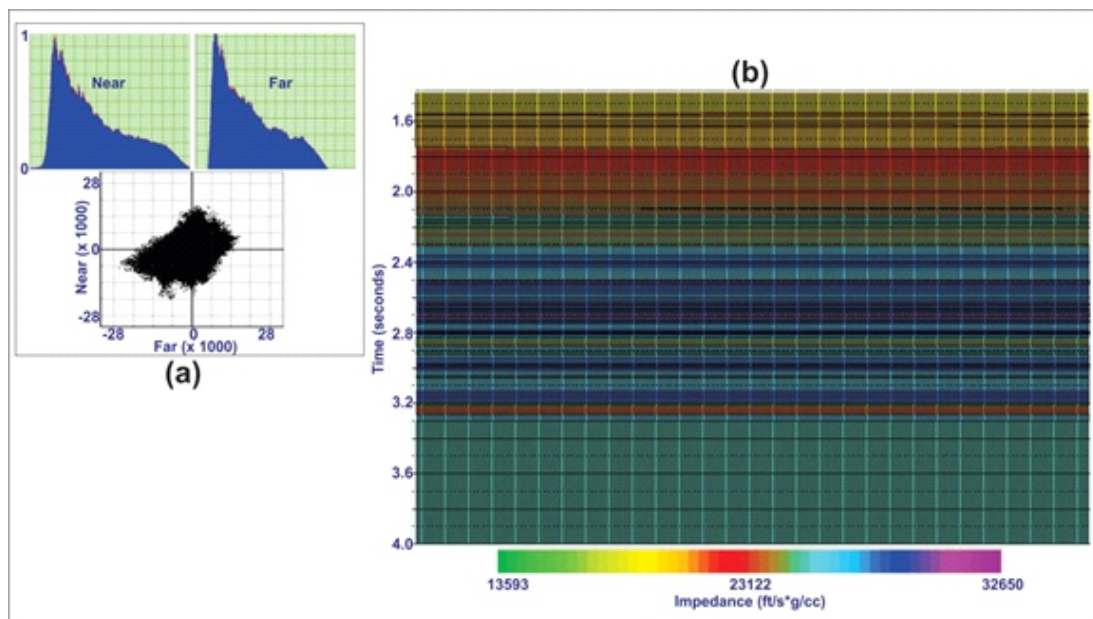 1
Near
Far
0
28
0
-28
Near (x 1000)
-28
0
28
Far (x 1000)
(a)
(b)
1.6
2.0
2.4
2.8
3.2
3.6
4.0
Time (seconds)
13593
23122
32650
Impedance (ft/s*g/cc)